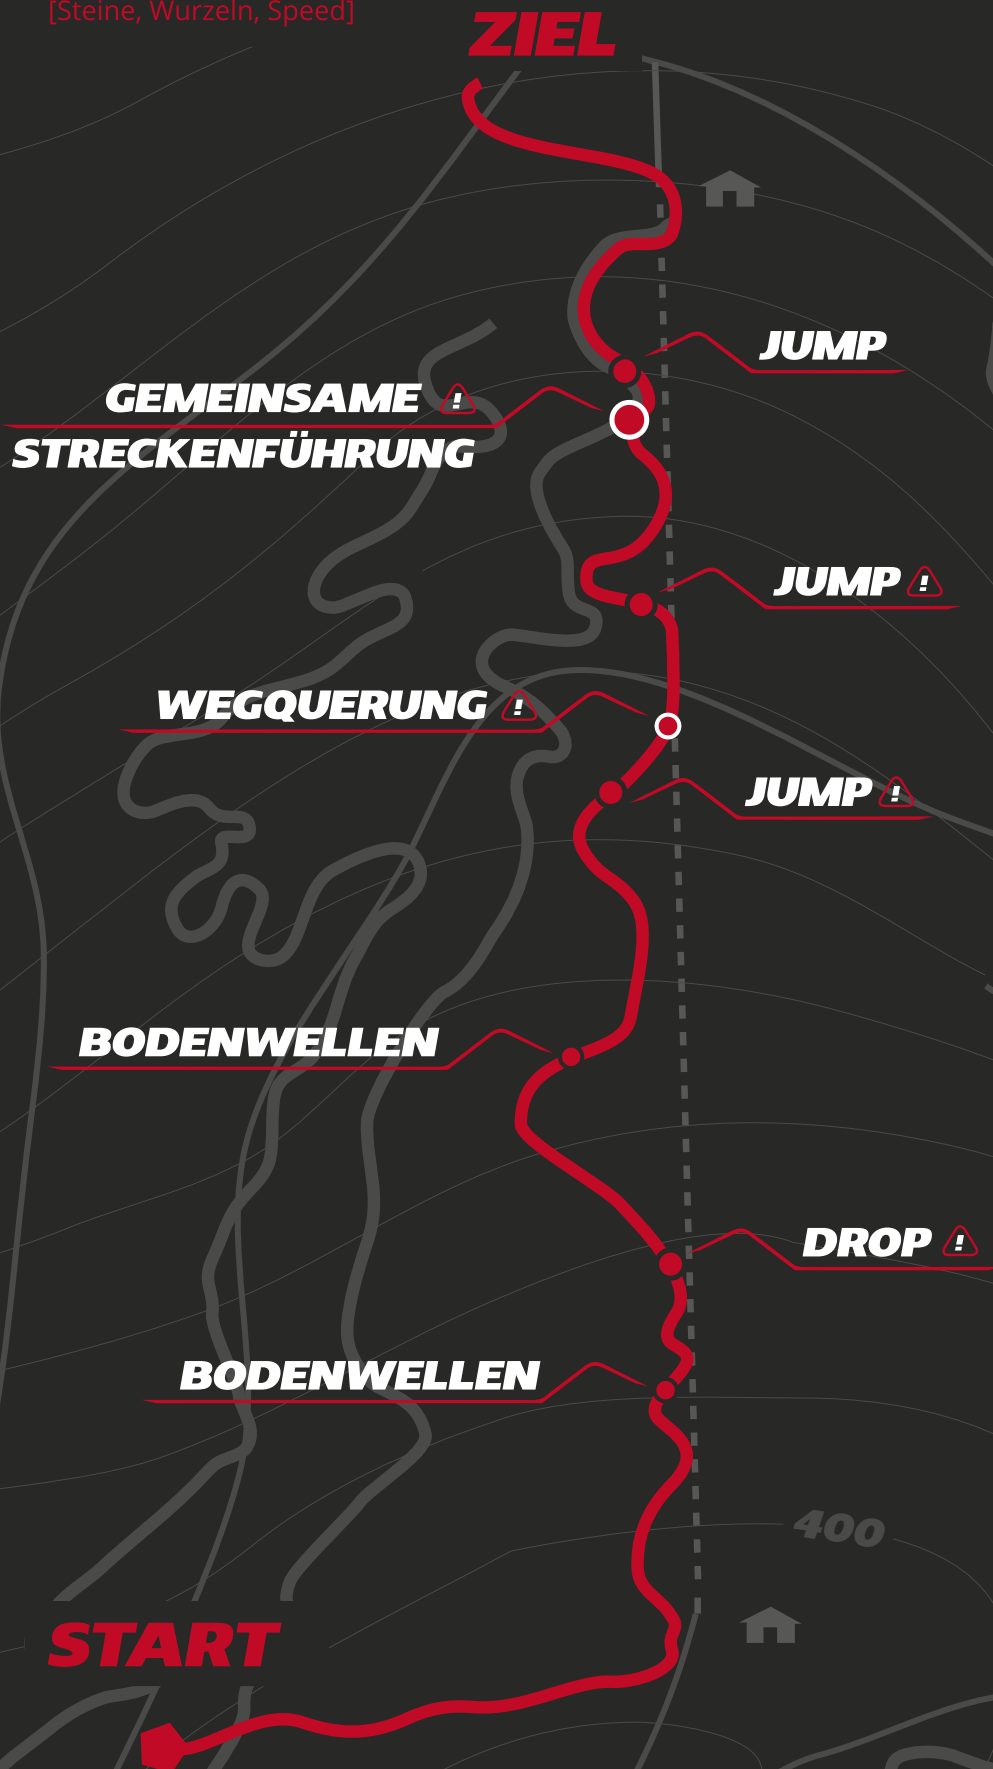 [Steine, Wurzeln, Speed]
ZIEL
JUMP
GEMEINSAME !
STRECKENFÜHRUNG
JUMP !
WEGQUERUNG !
JUMP !
BODENWELLEN
DROP !
BODENWELLEN
400
START